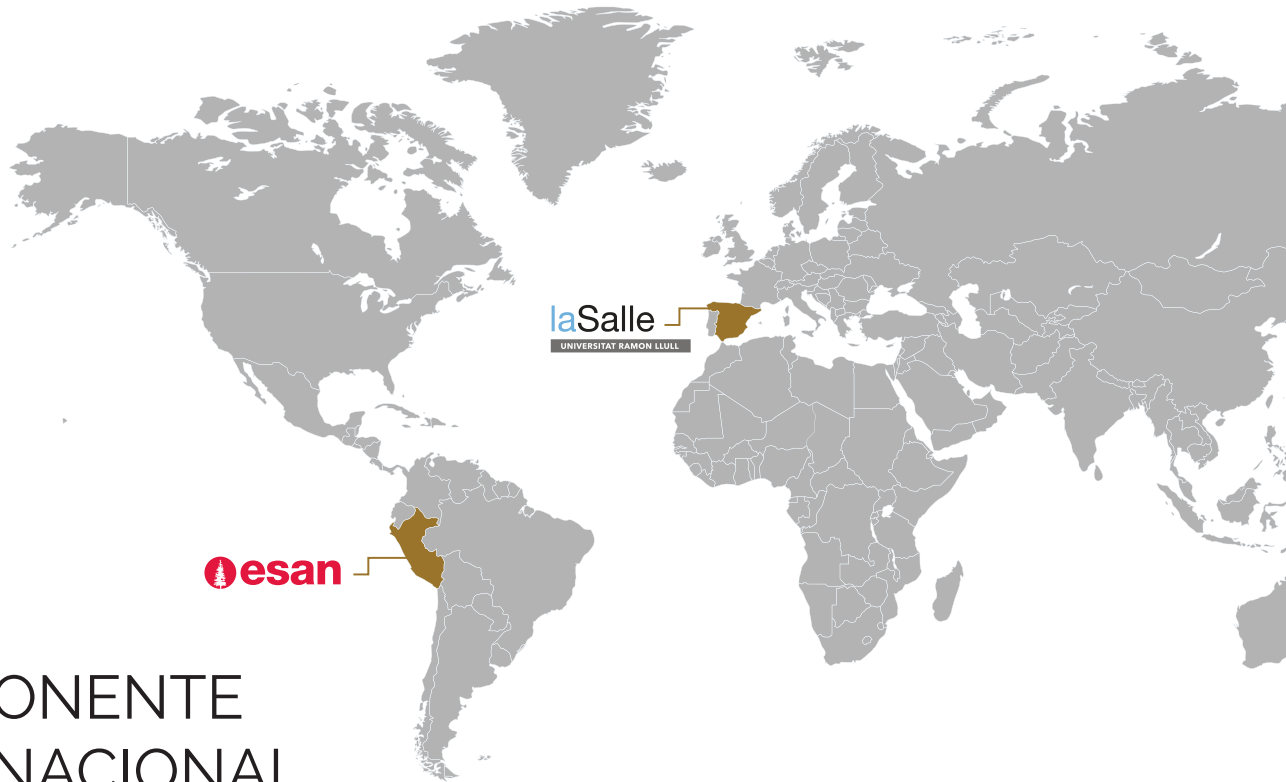 laSalle
UNIVERSITAT RAMON LLULL
esan
ONENTE
NACIONAL